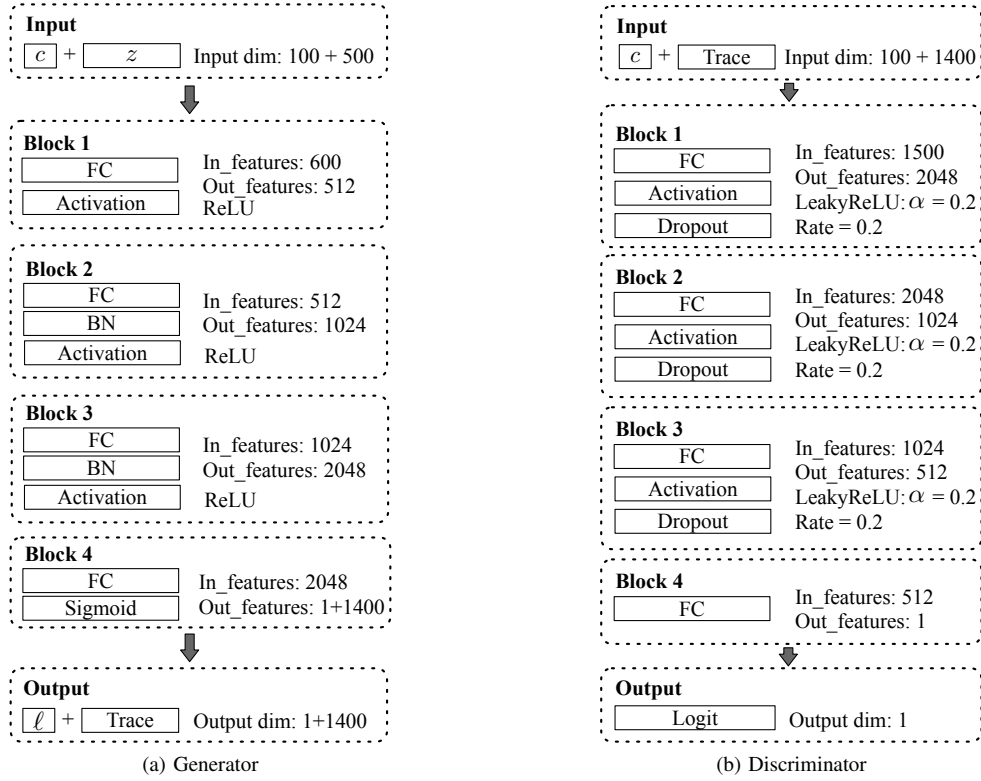 Input
c + z Input dim: 100 + 500
Block 1
FC
Activation
In_features: 600
Out_features: 512
ReLU
Block 2
FC
BN
Activation
In_features: 512
Out_features: 1024
ReLU
Block 3
FC
BN
Activation
In_features: 1024
Out_features: 2048
ReLU
Block 4
FC
Sigmoid
In_features: 2048
Out_features: 1+1400
Output
ℓ + Trace Output dim: 1+1400
(a) Generator
Input
c + Trace Input dim: 100 + 1400
Block 1
FC
Activation
Dropout
In_features: 1500
Out_features: 2048
LeakyReLU: α = 0.2
Rate = 0.2
Block 2
FC
Activation
Dropout
In_features: 2048
Out_features: 1024
LeakyReLU: α = 0.2
Rate = 0.2
Block 3
FC
Activation
Dropout
In_features: 1024
Out_features: 512
LeakyReLU: α = 0.2
Rate = 0.2
Block 4
FC
In_features: 512
Out_features: 1
Output
Logit Output dim: 1
(b) Discriminator